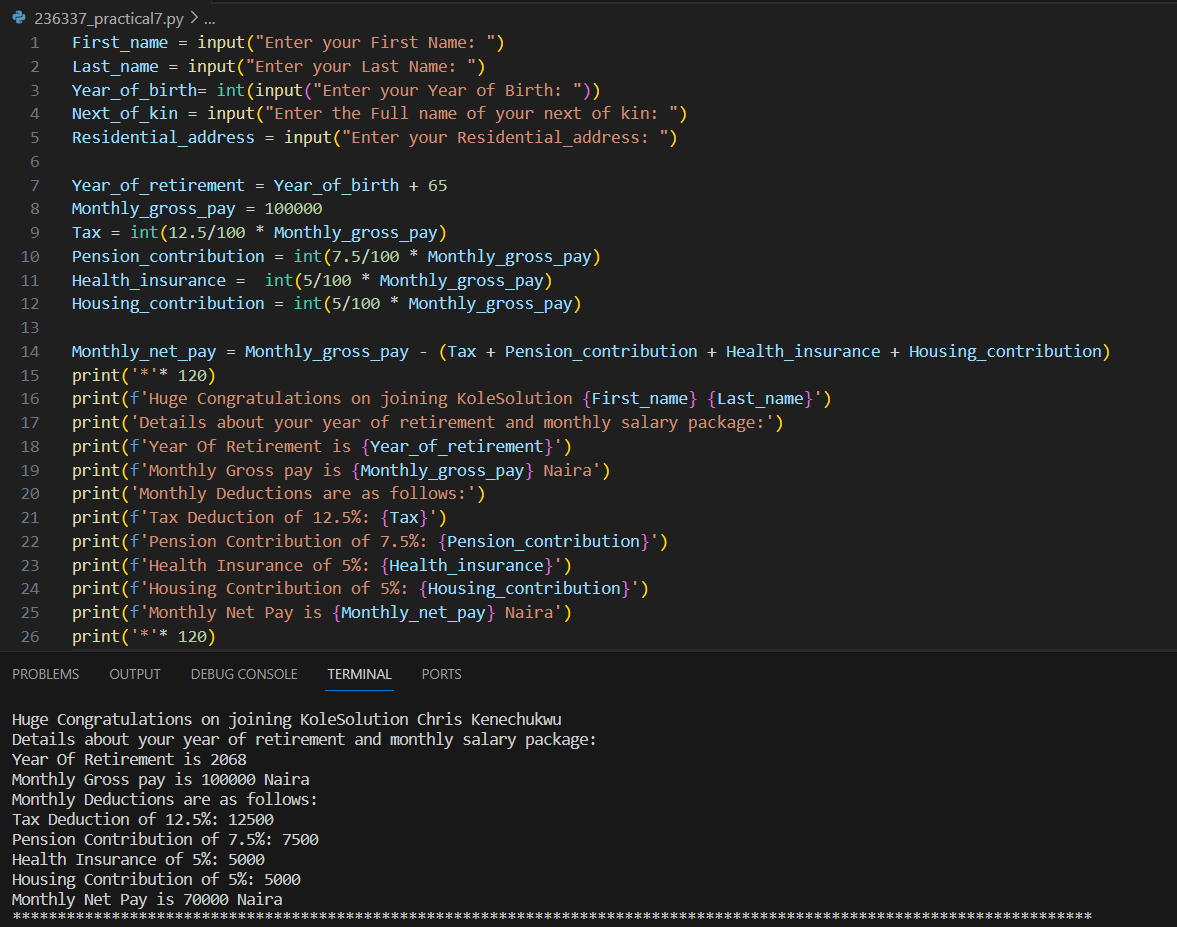 236337_practical7.py > ...
1 First_name = input("Enter your First Name: ")
2 Last_name = input("Enter your Last Name: ")
3 Year_of_birth= int(input("Enter your Year of Birth: "))
4 Next_of_kin = input("Enter the Full name of your next of kin: ")
5 Residential_address = input("Enter your Residential_address: ")
6
7 Year_of_retirement = Year_of_birth + 65
8 Monthly_gross_pay = 100000
9 Tax = int(12.5/100 * Monthly_gross_pay)
10 Pension_contribution = int(7.5/100 * Monthly_gross_pay)
11 Health_insurance =  int(5/100 * Monthly_gross_pay)
12 Housing_contribution = int(5/100 * Monthly_gross_pay)
13
14 Monthly_net_pay = Monthly_gross_pay - (Tax + Pension_contribution + Health_insurance + Housing_contribution)
15 print('*'* 120)
16 print(f'Huge Congratulations on joining KoleSolution {First_name} {Last_name}')
17 print('Details about your year of retirement and monthly salary package:')
18 print(f'Year Of Retirement is {Year_of_retirement}')
19 print(f'Monthly Gross pay is {Monthly_gross_pay} Naira')
20 print('Monthly Deductions are as follows:')
21 print(f'Tax Deduction of 12.5%: {Tax}')
22 print(f'Pension Contribution of 7.5%: {Pension_contribution}')
23 print(f'Health Insurance of 5%: {Health_insurance}')
24 print(f'Housing Contribution of 5%: {Housing_contribution}')
25 print(f'Monthly Net Pay is {Monthly_net_pay} Naira')
26 print('*'* 120)
PROBLEMS OUTPUT DEBUG CONSOLE TERMINAL PORTS
Huge Congratulations on joining KoleSolution Chris Kenechukwu
Details about your year of retirement and monthly salary package:
Year Of Retirement is 2068
Monthly Gross pay is 100000 Naira
Monthly Deductions are as follows:
Tax Deduction of 12.5%: 12500
Pension Contribution of 7.5%: 7500
Health Insurance of 5%: 5000
Housing Contribution of 5%: 5000
Monthly Net Pay is 70000 Naira
************************************************************************************************************************